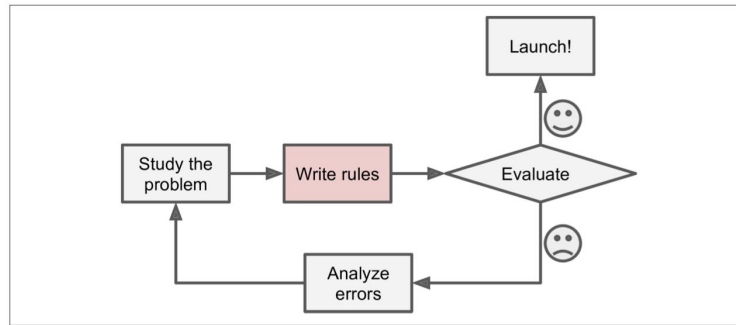 Launch!
Study the
problem
Write rules
Evaluate
Analyze
errors